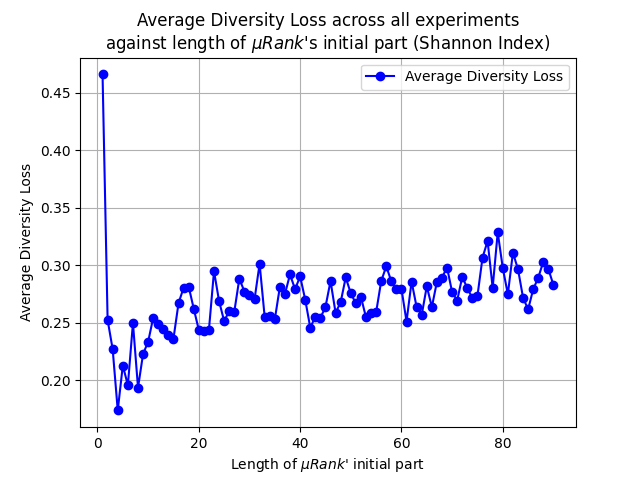 Average Diversity Loss across all experiments
against length of μRank's initial part (Shannon Index)
Average Diversity Loss
Average Diversity Loss
0.45
0.40
0.35
0.30
0.25
0.20
0 20 40 60 80
Length of μRank' initial part